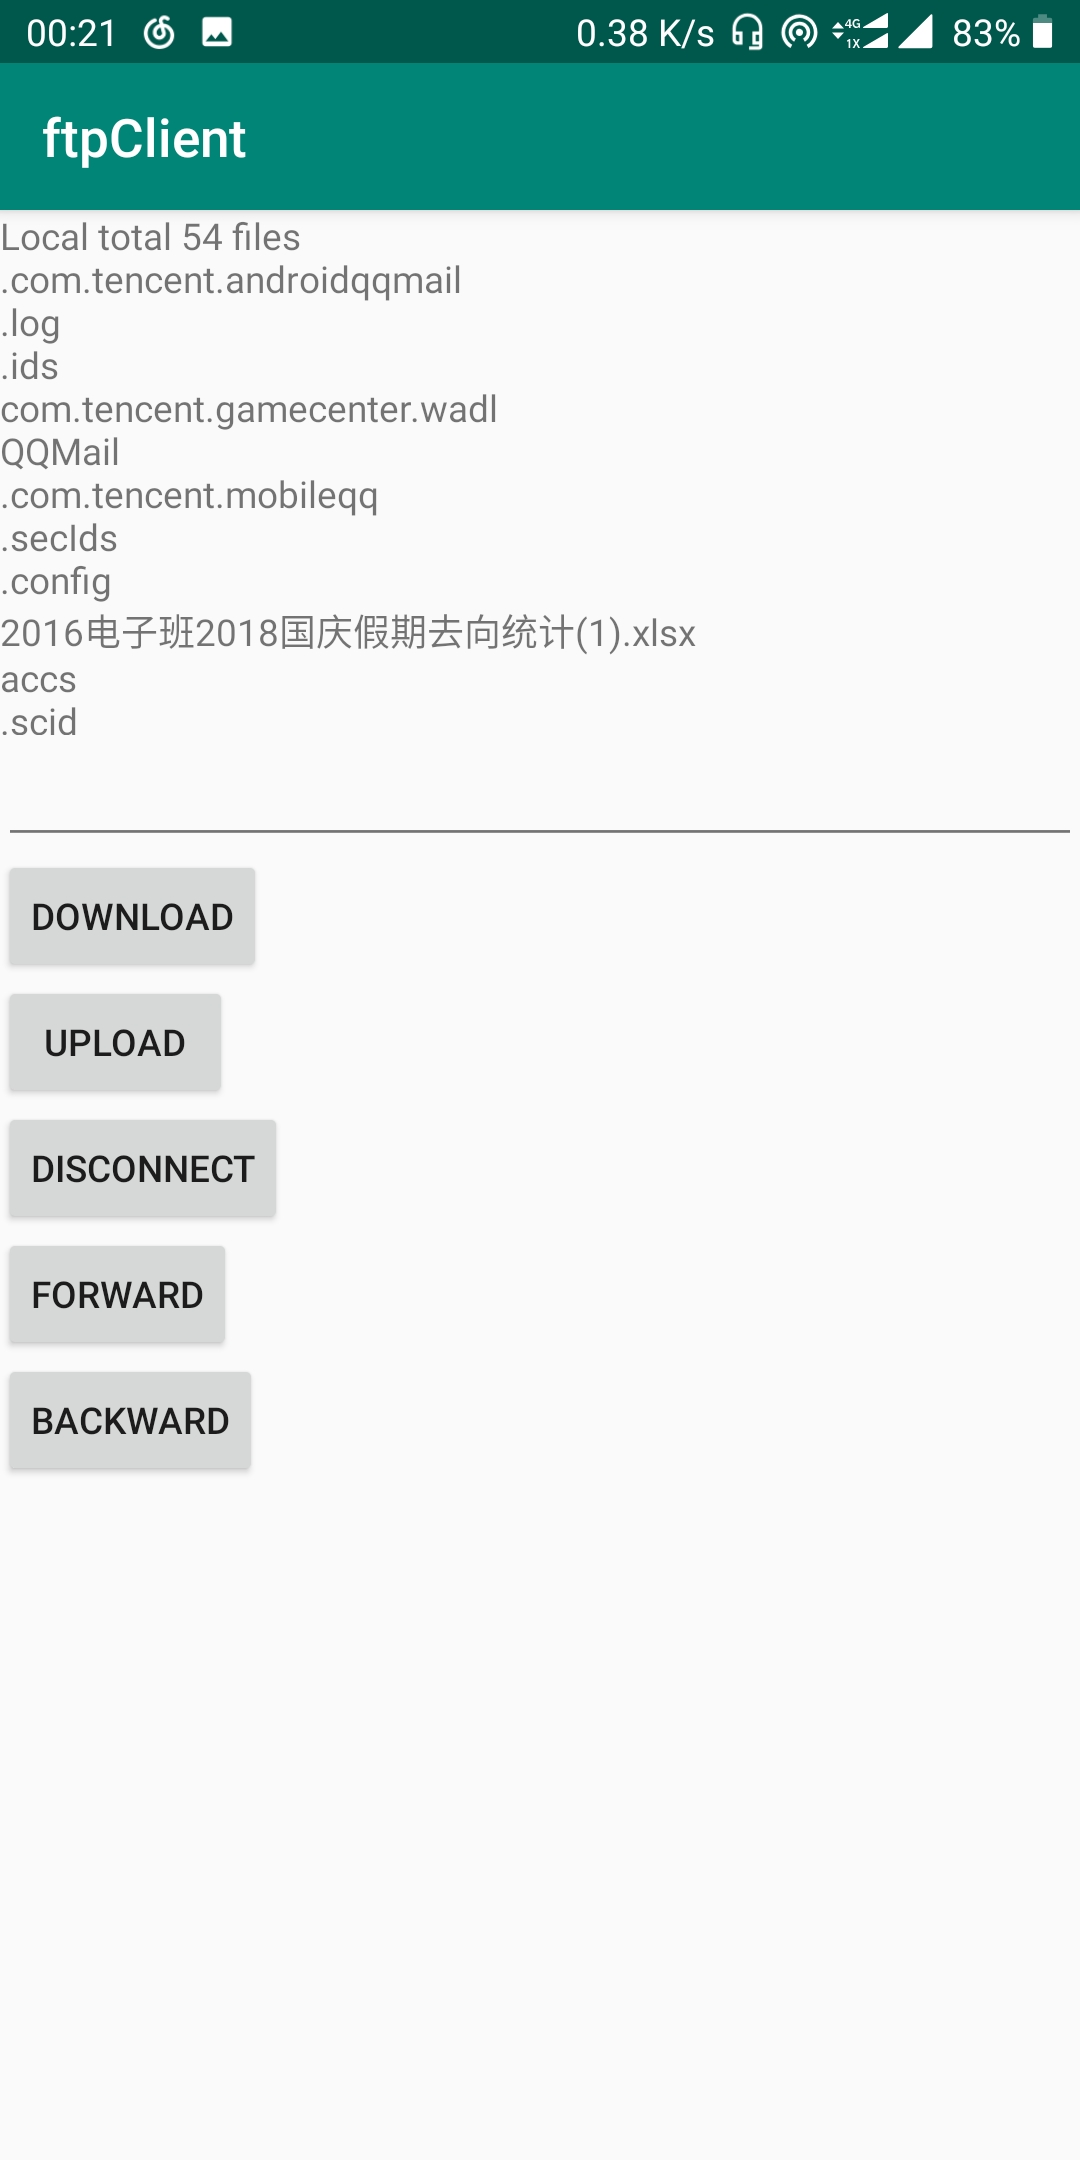 00:21 0.38 K/s 4G 1X 83%
ftpClient
Local total 54 files
.com.tencent.androidqqmail
.log
.ids
com.tencent.gamecenter.wadl
QQMail
.com.tencent.mobileqq
.secIds
.config
2016电子班2018国庆假期去向统计(1).xlsx
accs
.scid
DOWNLOAD
UPLOAD
DISCONNECT
FORWARD
BACKWARD